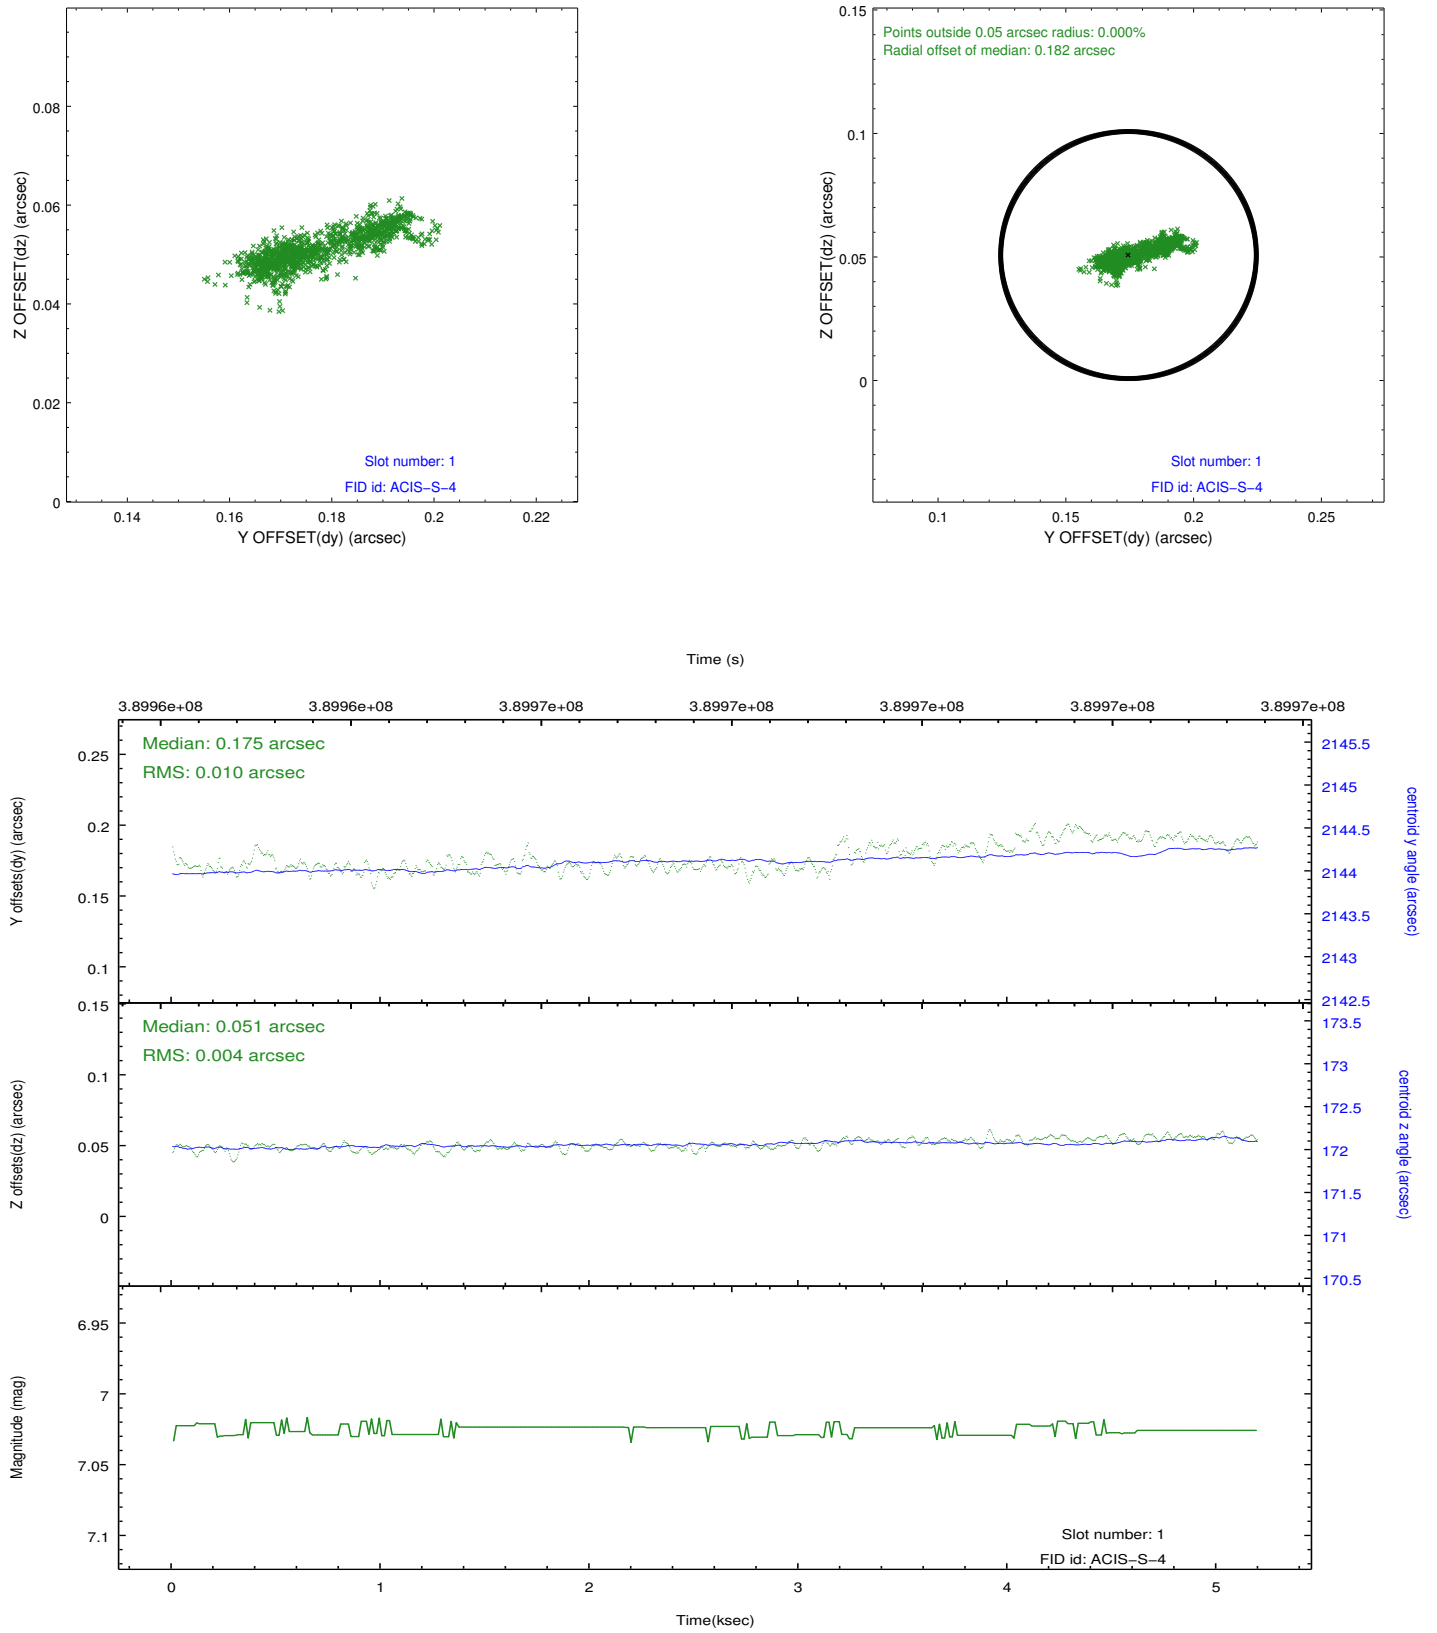 0.08
0.06
0.04
0.02
0
Z OFFSET(dz) (arcsec)
Slot number: 1
FID id: ACIS−S−4
0.14 0.16 0.18 0.2 0.22
Y OFFSET(dy) (arcsec)
0.15
0.1
0.05
0
Z OFFSET(dz) (arcsec)
Points outside 0.05 arcsec radius: 0.000%
Radial offset of median: 0.182 arcsec
Slot number: 1
FID id: ACIS−S−4
0.1 0.15 0.2 0.25
Y OFFSET(dy) (arcsec)
Time (s)
3.8996e+08 3.8996e+08 3.8997e+08 3.8997e+08 3.8997e+08 3.8997e+08 3.8997e+08
Median: 0.175 arcsec
RMS: 0.010 arcsec
0.25
0.2
0.15
0.1
Y offsets(dy) (arcsec)
2145.5
2145
2144.5
2144
2143.5
2143
2142.5
centroid y angle (arcsec)
Median: 0.051 arcsec
RMS: 0.004 arcsec
0.15
0.1
0.05
0
Z offsets(dz) (arcsec)
173.5
173
172.5
172
171.5
171
170.5
centroid z angle (arcsec)
6.95
7
7.05
7.1
Magnitude (mag)
Slot number: 1
FID id: ACIS−S−4
0 1 2 3 4 5
Time(ksec)